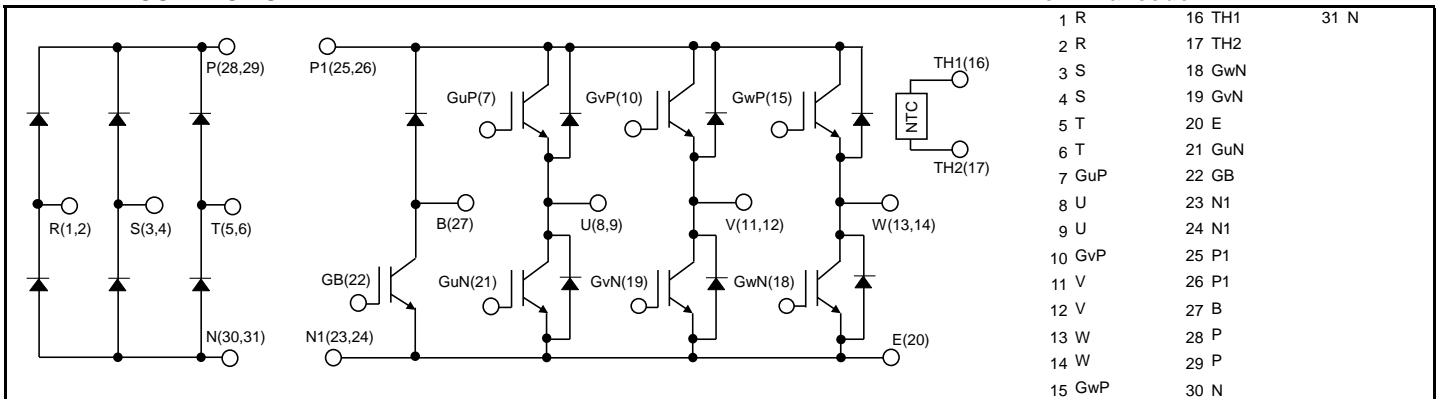 P(28,29)
R(1,2)
S(3,4)
T(5,6)
N(30,31)
P1(25,26)
GuP(7)
GvP(10)
GwP(15)
B(27)
U(8,9)
V(11,12)
W(13,14)
GB(22)
GuN(21)
GvN(19)
GwN(18)
N1(23,24)
E(20)
TH1(16)
NTC
TH2(17)
1 R
2 R
3 S
4 S
5 T
6 T
7 GuP
8 U
9 U
10 GvP
11 V
12 V
13 W
14 W
15 GwP
16 TH1
17 TH2
18 GwN
19 GvN
20 E
21 GuN
22 GB
23 N1
24 N1
25 P1
26 P1
27 B
28 P
29 P
30 N
31 N